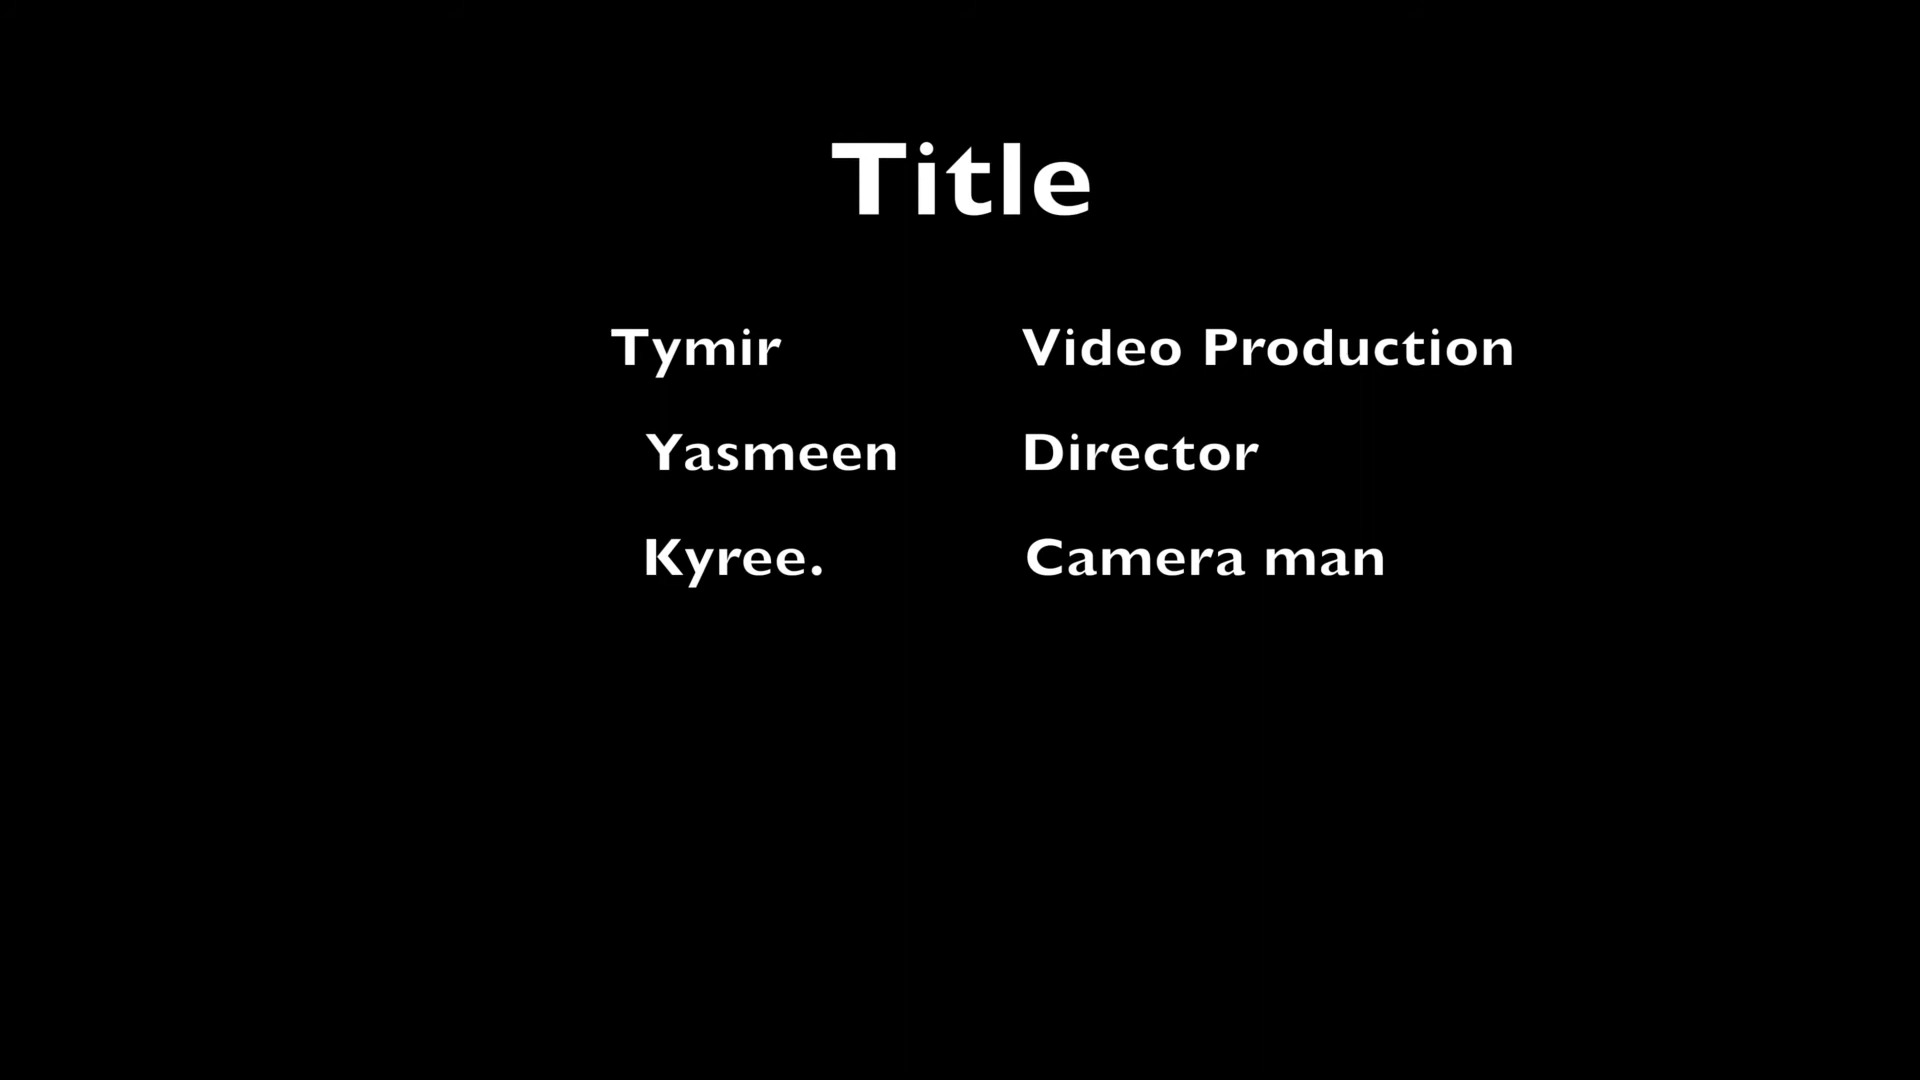 Title
Tymir Video Production
Yasmeen Director
Kyree. Camera man